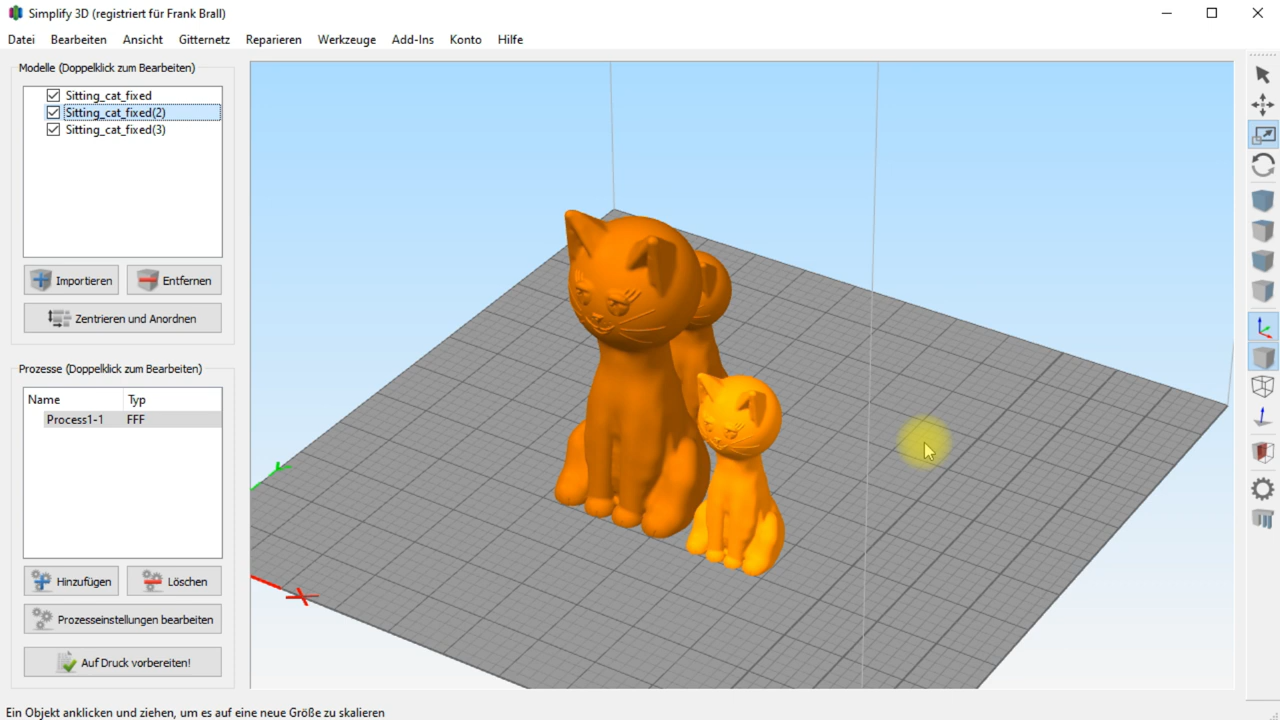 Simplify 3D (registriert für Frank Brall)
Datei Bearbeiten Ansicht Gitternetz Reparieren Werkzeuge Add-Ins Konto Hilfe
Modelle (Doppelklick zum Bearbeiten)
Sitting_cat_fixed
Sitting_cat_fixed(2)
Sitting_cat_fixed(3)
Importieren Entfernen
Zentrieren und Anordnen
Prozesse (Doppelklick zum Bearbeiten)
Name Typ
Process1-1 FFF
Hinzufügen Löschen
Prozesseinstellungen bearbeiten
Auf Druck vorbereiten!
Ein Objekt anklicken und ziehen, um es auf eine neue Größe zu skalieren